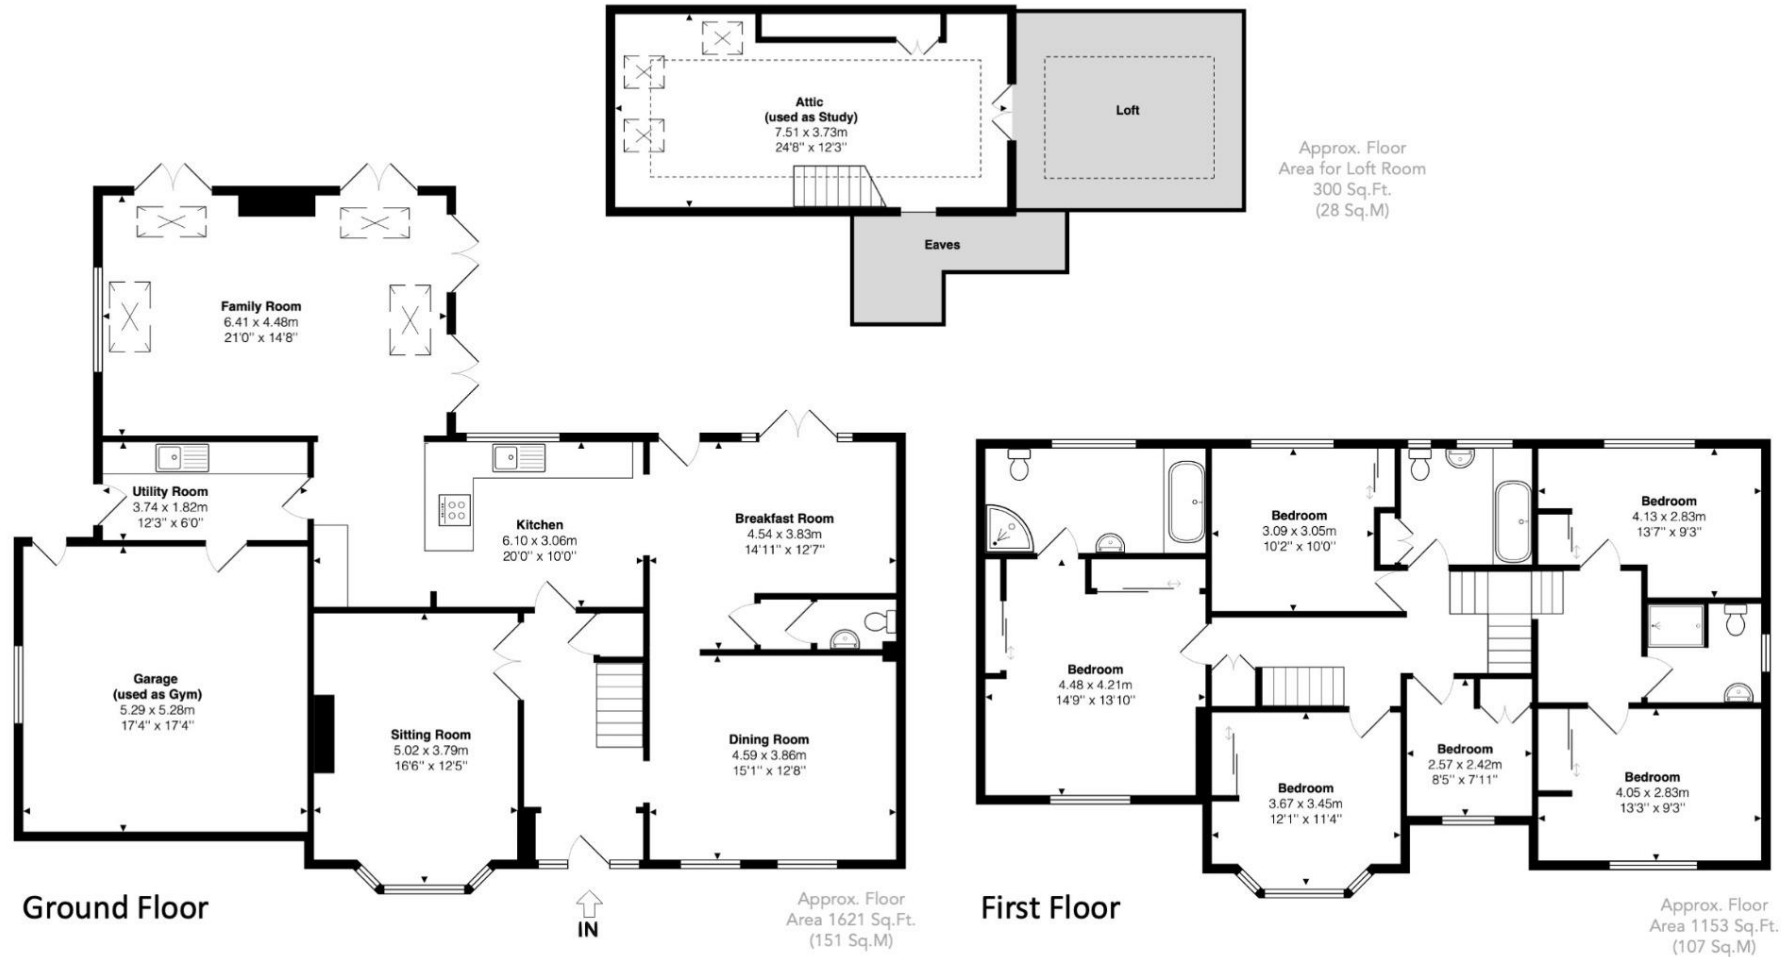 Attic
(used as Study)
7.51 x 3.73m
24'8" x 12'3"
Loft
Eaves
Approx. Floor
Area for Loft Room
300 Sq.Ft.
(28 Sq.M)
Family Room
6.41 x 4.48m
21'0" x 14'8"
Utility Room
3.74 x 1.82m
12'3" x 6'0"
Kitchen
6.10 x 3.06m
20'0" x 10'0"
Breakfast Room
4.54 x 3.83m
14'11" x 12'7"
Garage
(used as Gym)
5.29 x 5.28m
17'4" x 17'4"
Sitting Room
5.02 x 3.79m
16'6" x 12'5"
Dining Room
4.59 x 3.86m
15'1" x 12'8"
Ground Floor
IN
Approx. Floor
Area 1621 Sq.Ft.
(151 Sq.M)
Bedroom
3.09 x 3.05m
10'2" x 10'0"
Bedroom
4.13 x 2.83m
13'7" x 9'3"
Bedroom
4.48 x 4.21m
14'9" x 13'10"
Bedroom
3.67 x 3.45m
12'1" x 11'4"
Bedroom
2.57 x 2.42m
8'5" x 7'11"
Bedroom
4.05 x 2.83m
13'3" x 9'3"
First Floor
Approx. Floor
Area 1153 Sq.Ft.
(107 Sq.M)